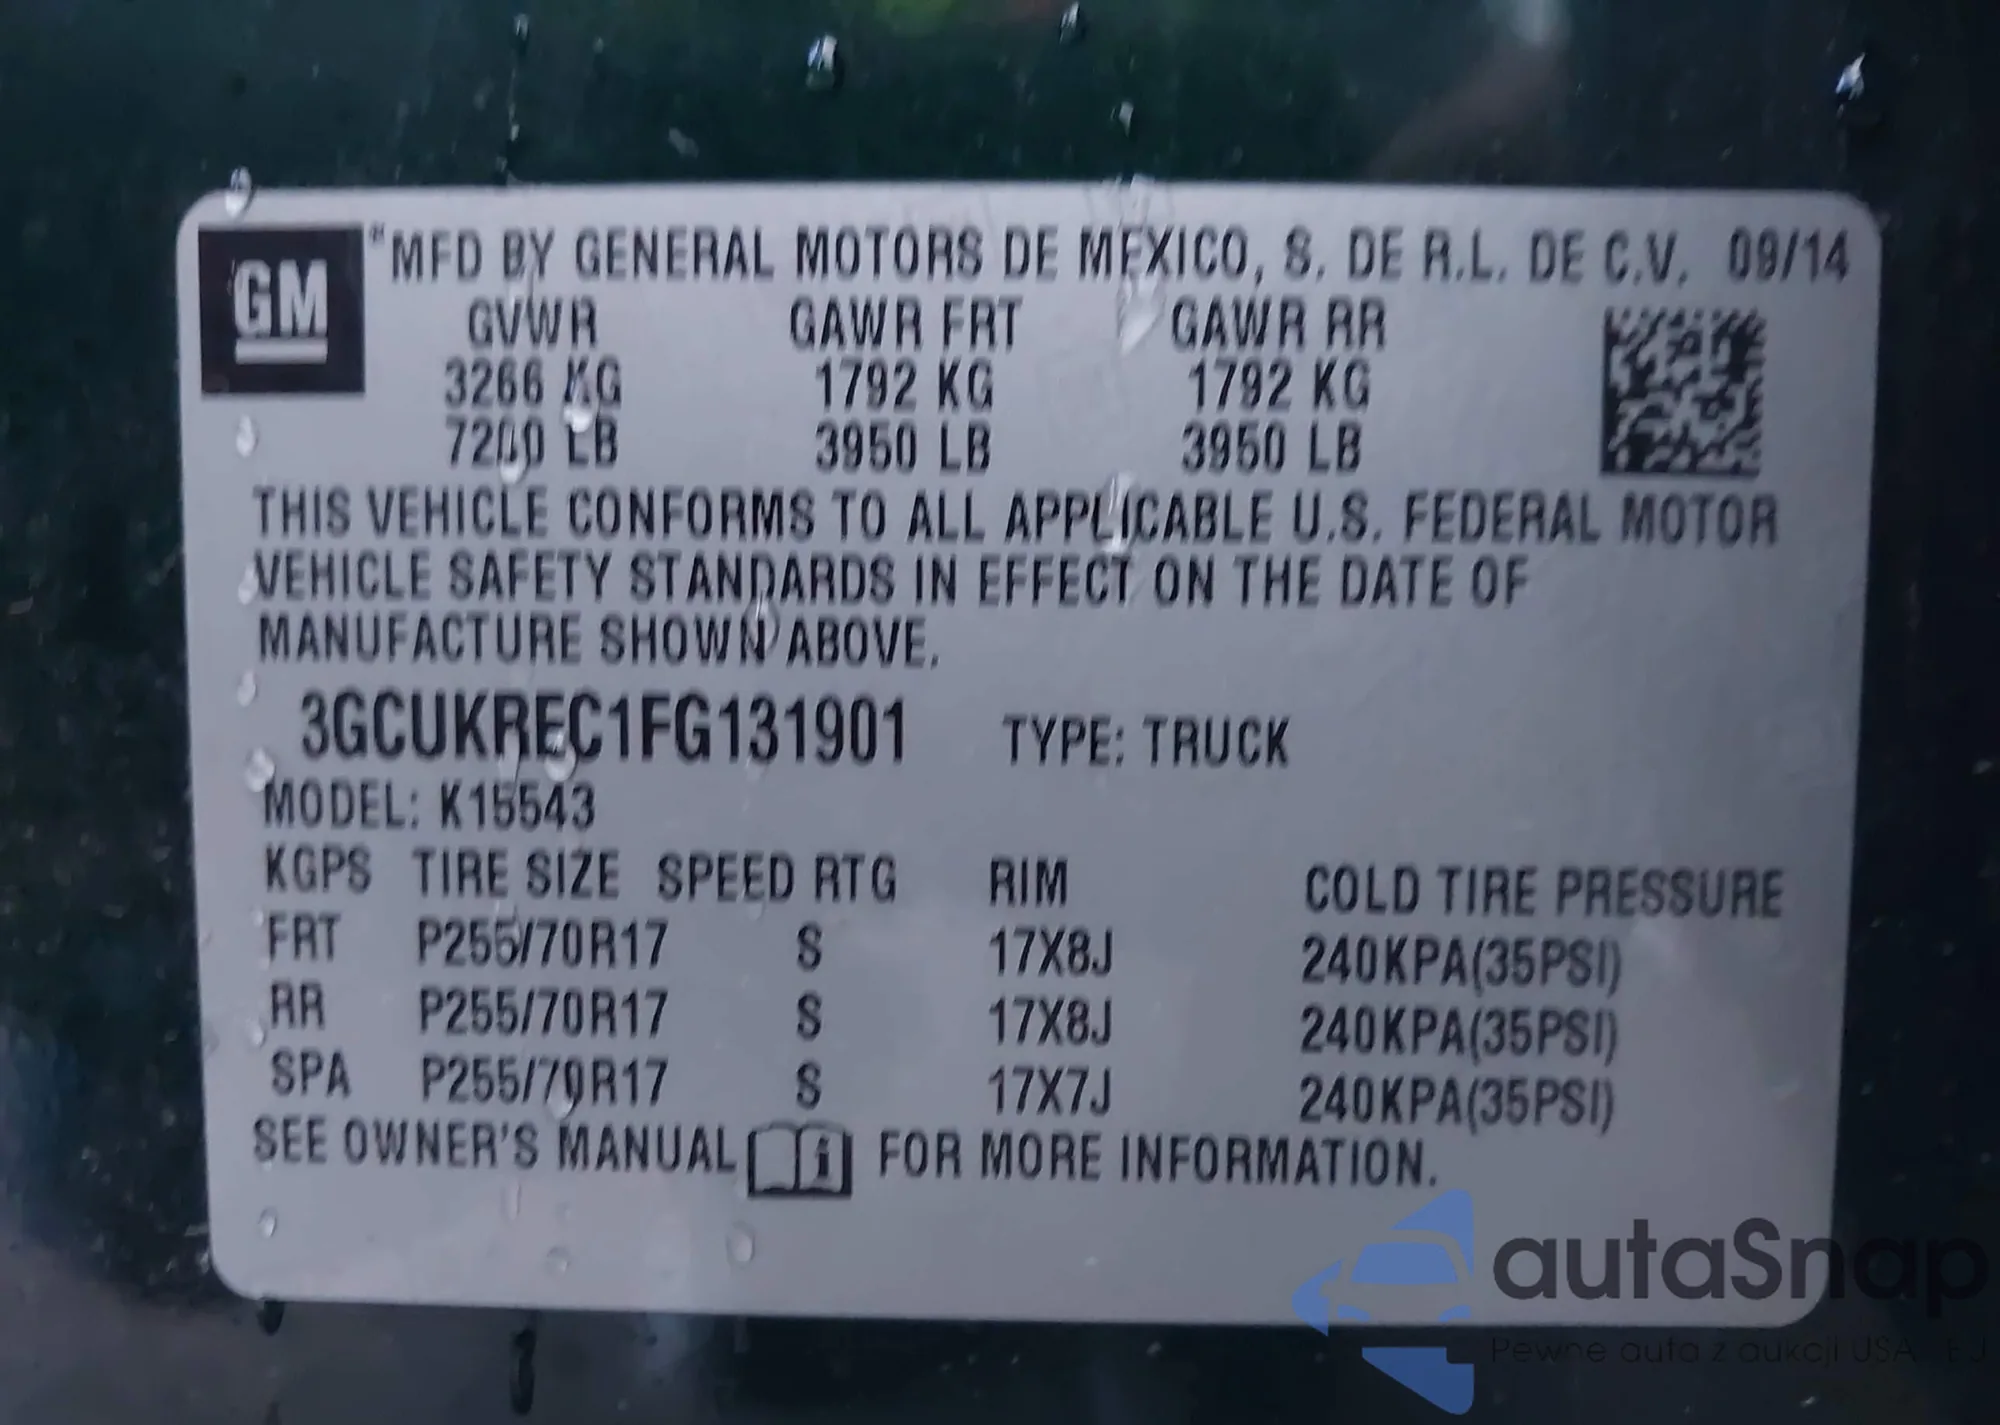 GM
MFD BY GENERAL MOTORS DE MEXICO, S. DE R.L. DE C.V. 09/14
GVWR GAWR FRT GAWR RR
3266 KG 1792 KG 1792 KG
7200 LB 3950 LB 3950 LB
THIS VEHICLE CONFORMS TO ALL APPLICABLE U.S. FEDERAL MOTOR
VEHICLE SAFETY STANDARDS IN EFFECT ON THE DATE OF
MANUFACTURE SHOWN ABOVE.
3GCUKREC1FG131901 TYPE: TRUCK
MODEL: K15543
KGPS TIRE SIZE SPEED RTG RIM COLD TIRE PRESSURE
FRT P255/70R17 S 17X8J 240KPA(35PSI)
RR P255/70R17 S 17X8J 240KPA(35PSI)
SPA P255/70R17 S 17X7J 240KPA(35PSI)
SEE OWNER'S MANUAL i FOR MORE INFORMATION.
autaSnap
Pewne auta z aukcji USA